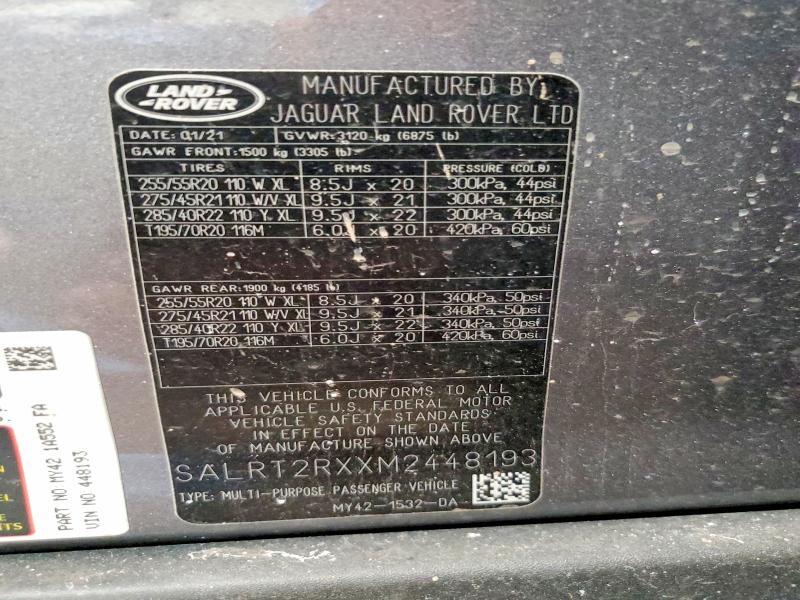 LAND ROVER
MANUFACTURED BY
JAGUAR LAND ROVER LTD
DATE: 01/21 GVWR:3120 kg (6875 lb)
GAWR FRONT:1500 kg (3305 lb)
TIRES RIMS PRESSURE (COLD)
255/55R20 110 W XL 8.5J x 20 300kPa, 44psi
275/45R21 110 W/V XL 9.5J x 21 300kPa, 44psi
285/40R22 110 Y XL 9.5J x 22 300kPa, 44psi
T195/70R20 116M 6.0J x 20 420kPa, 60psi
GAWR REAR:1900 kg (4185 lb)
255/55R20 110 W XL 8.5J x 20 340kPa, 50psi
275/45R21 110 W/V XL 9.5J x 21 340kPa, 50psi
285/40R22 110 Y XL 9.5J x 22 340kPa, 50psi
T195/70R20 116M 6.0J x 20 420kPa, 60psi
THIS VEHICLE CONFORMS TO ALL
APPLICABLE U.S. FEDERAL MOTOR
VEHICLE SAFETY STANDARDS
IN EFFECT ON THE DATE
OF MANUFACTURE SHOWN ABOVE
SALRT2RXXM2448193
TYPE: MULTI-PURPOSE PASSENGER VEHICLE
MY42-1532-DA
PART NO MY42 1A552 FA
VIN NO 448193